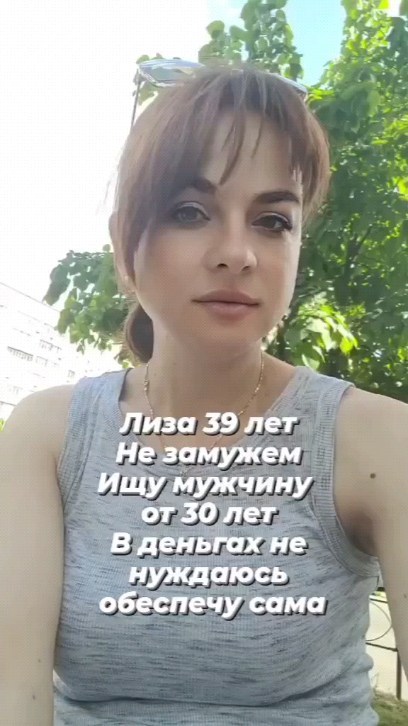 Лиза 39 лет
Не замужем
Ищу мужчину
от 30 лет
В деньгах не
нуждаюсь
обеспечу сама